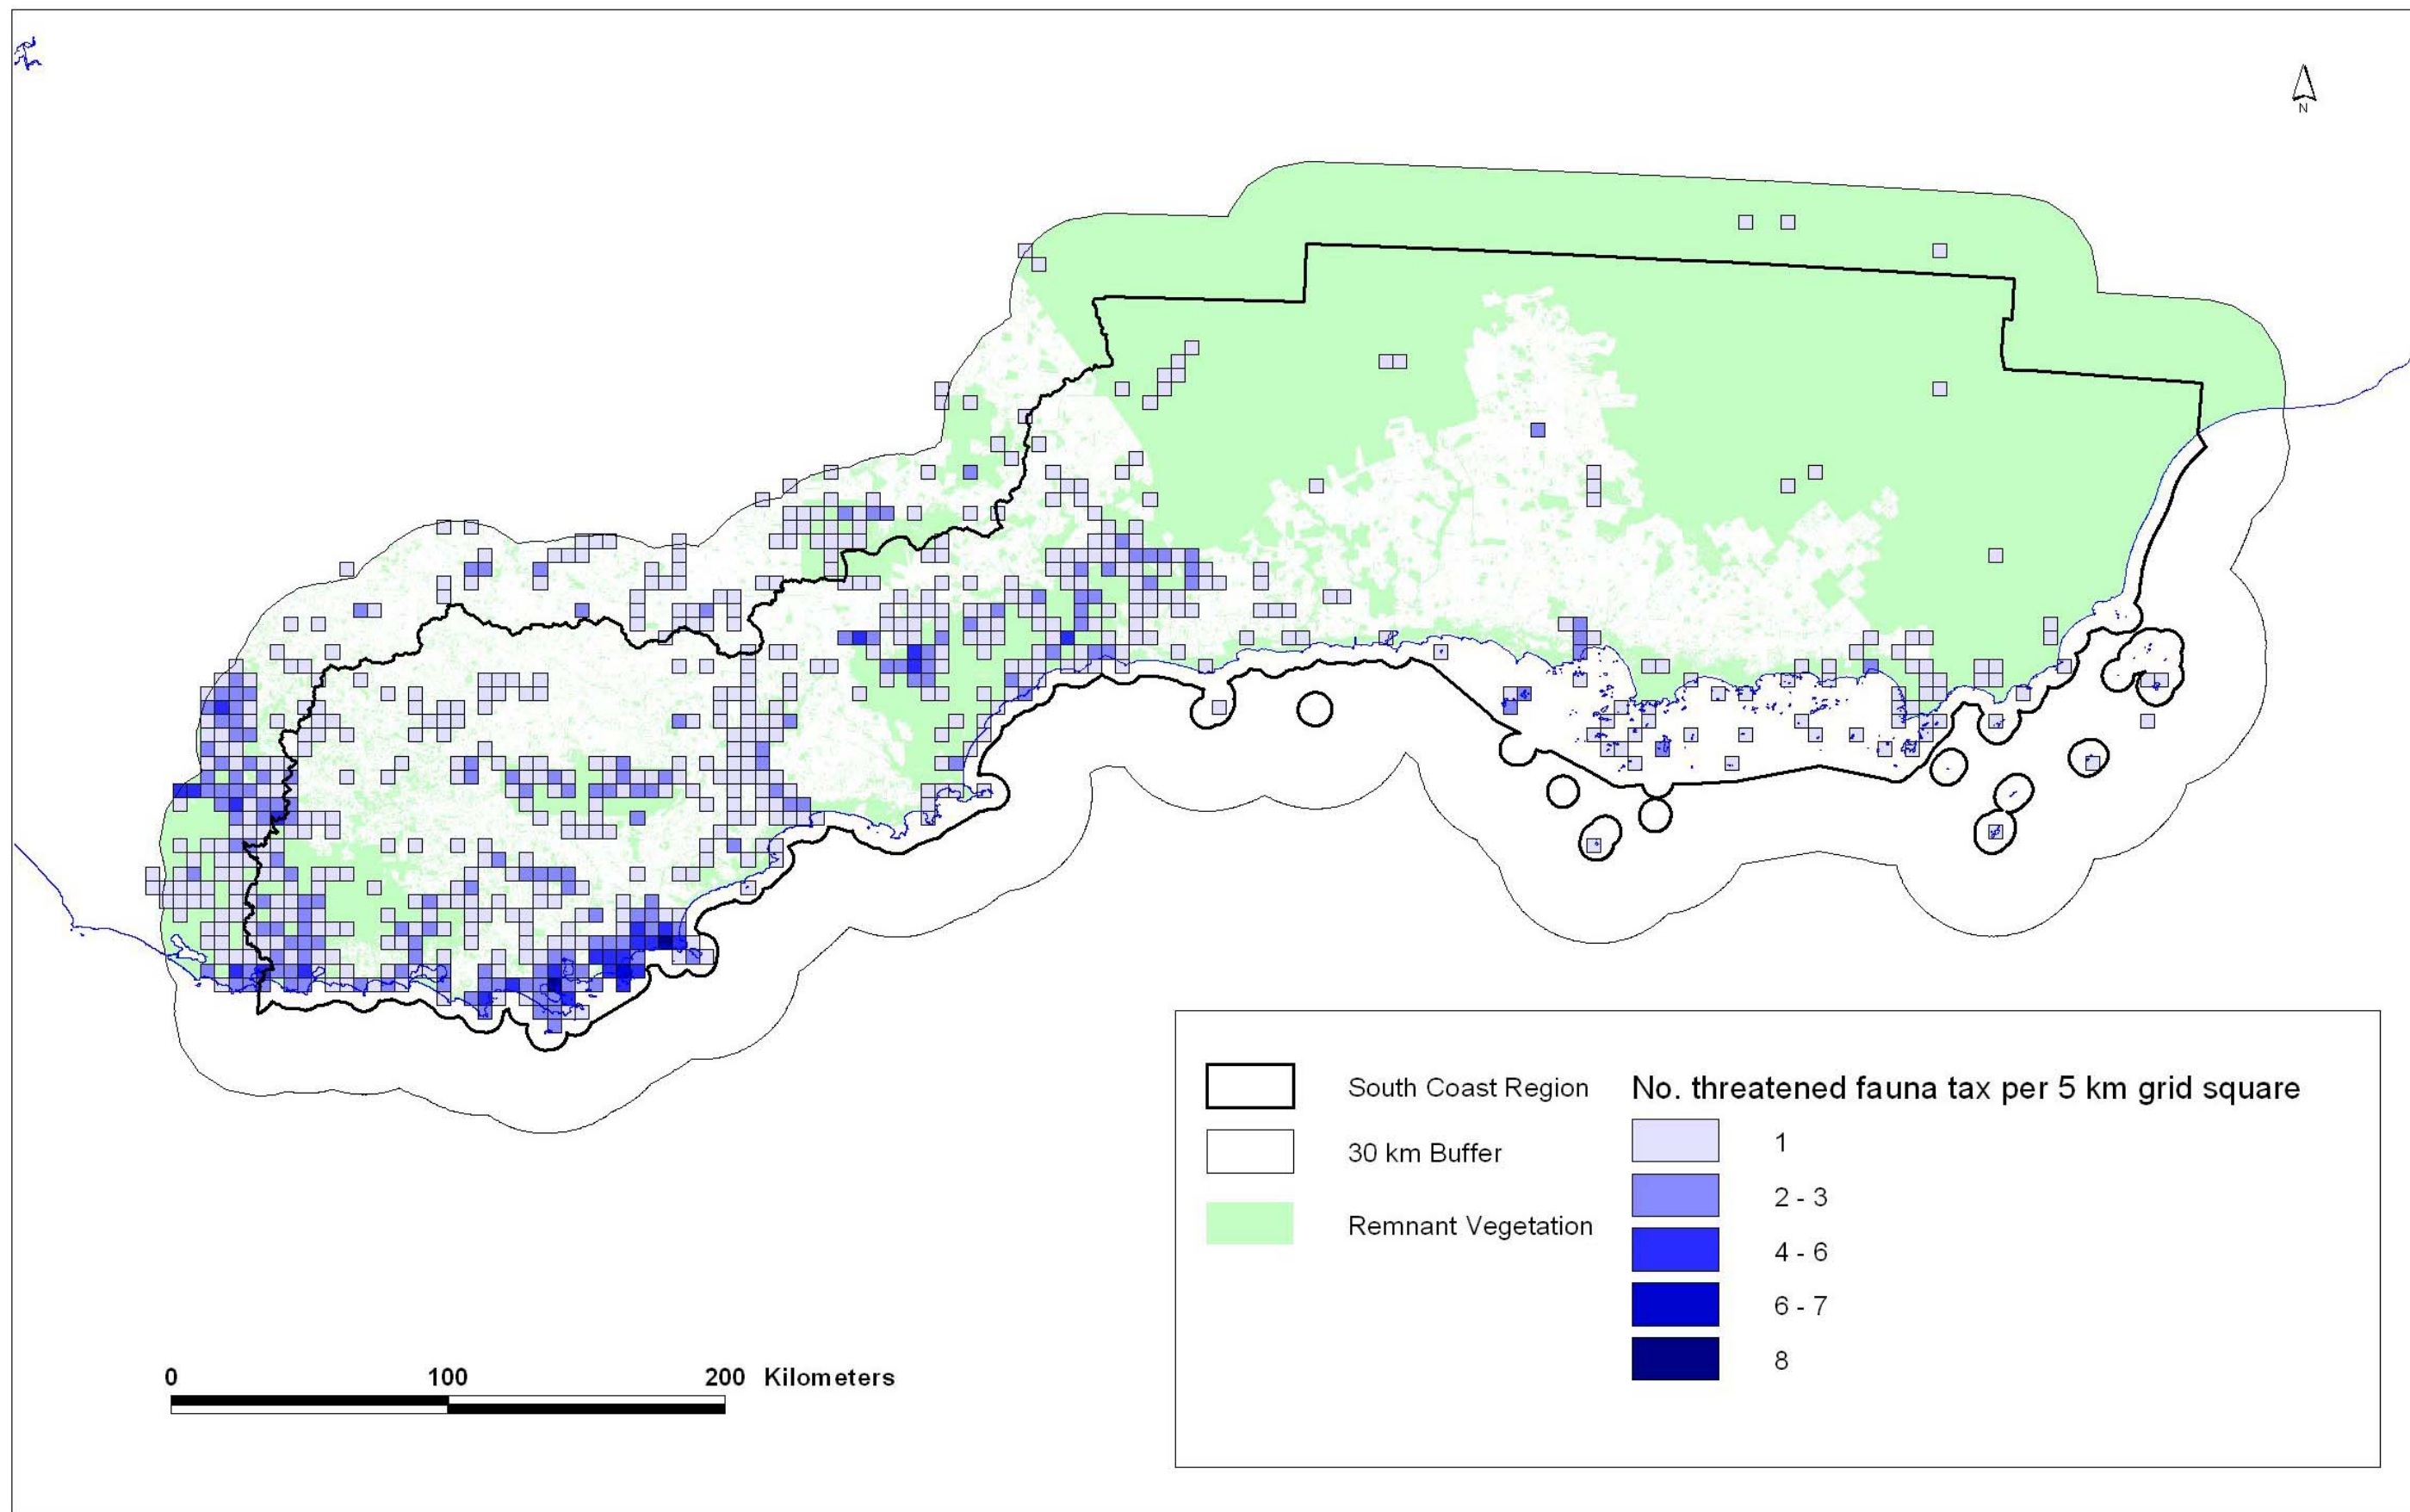 N
South Coast Region
30 km Buffer
Remnant Vegetation
No. threatened fauna tax per 5 km grid square
1
2 - 3
4 - 6
6 - 7
8
0 100 200 Kilometers